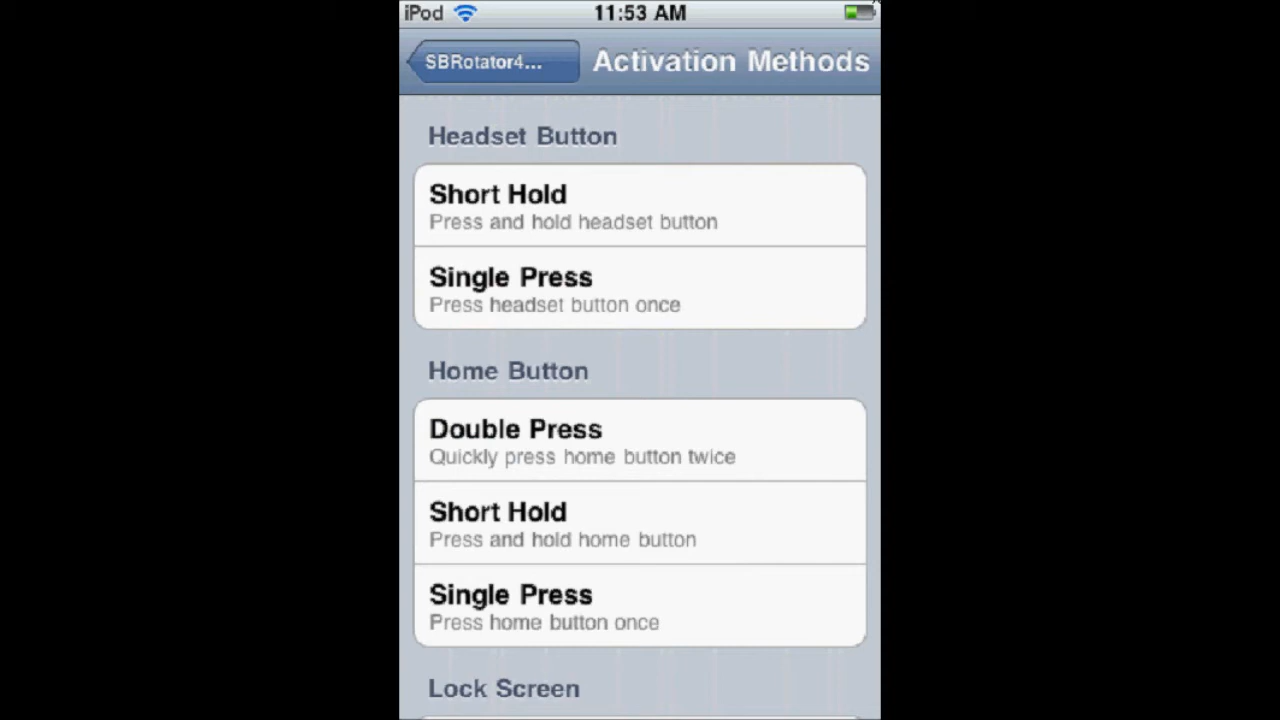 iPod 11:53 AM
SBRotator4... Activation Methods
Headset Button
Short Hold
Press and hold headset button
Single Press
Press headset button once
Home Button
Double Press
Quickly press home button twice
Short Hold
Press and hold home button
Single Press
Press home button once
Lock Screen